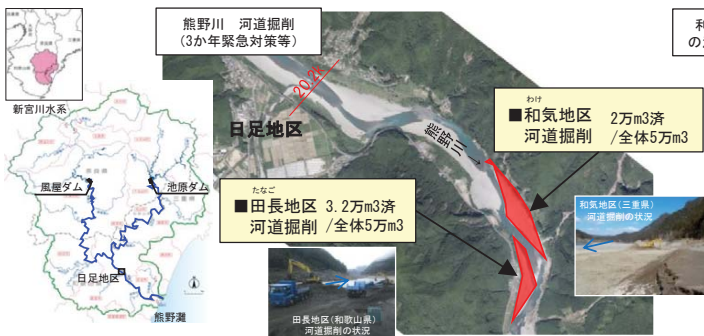 熊野川 河道掘削
(3か年緊急対策等)
新宮川水系
風屋ダム
池原ダム
日足地区
熊野灘
20.2k
日足地区
熊野川
わけ
■和気地区 2万m3済
河道掘削 /全体5万m3
たなご
■田長地区 3.2万m3済
河道掘削 /全体5万m3
田長地区(和歌山県)
河道掘削の状況
和気地区(三重県)
河道掘削の状況